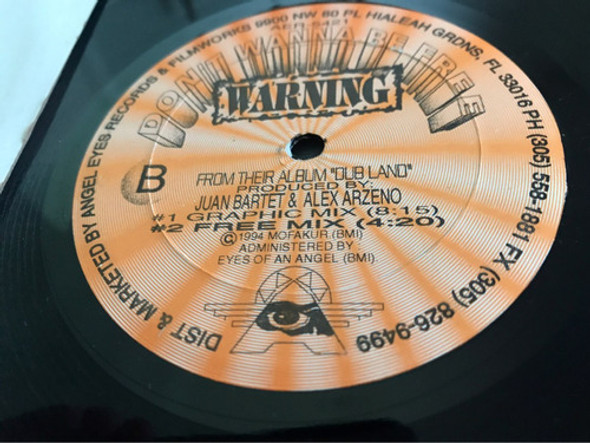 DIST & MARKETED BY ANGEL EYES RECORDS & FILMWORKS 9900 NW 80 PL HIALEAH GRDNS, FL 33016 PH (305) 558-1881 FX (305) 826-9499
AER-5421
DON'T WANNA BE FREE
WARNING
B
FROM THEIR ALBUM "DUB LAND"
PRODUCED BY:
JUAN BARTET & ALEX ARZENO
#1 GRAPHIC MIX (8:15)
#2 FREE MIX (4:20)
©1994 MOFAKUR.(BMI)
ADMINISTERED BY :
EYES OF AN ANGEL (BMI).